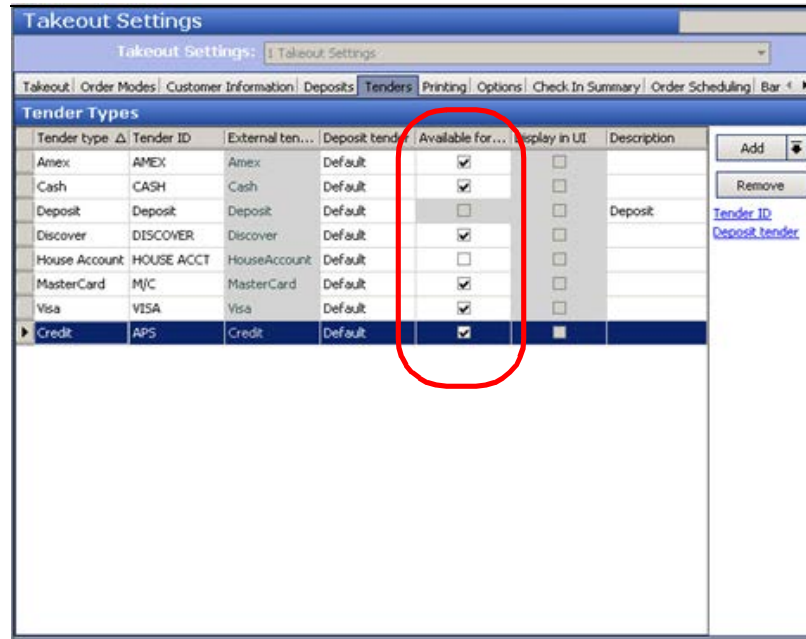 Takeout Settings
Takeout Settings: 1 Takeout Settings
Takeout Order Modes Customer Information Deposits Tenders Printing Options Check In Summary Order Scheduling Bar
Tender Types
Tender type Tender ID External ten... Deposit tender Available for... Display in UI Description
Add
Amex AMEX Amex Default
Cash CASH Cash Default
Remove
Deposit Deposit Deposit Default Deposit
Tender ID
Discover DISCOVER Discover Default
Deposit tender
House Account HOUSE ACCT HouseAccount Default
MasterCard M/C MasterCard Default
Visa VISA Visa Default
Credit APS Credit Default